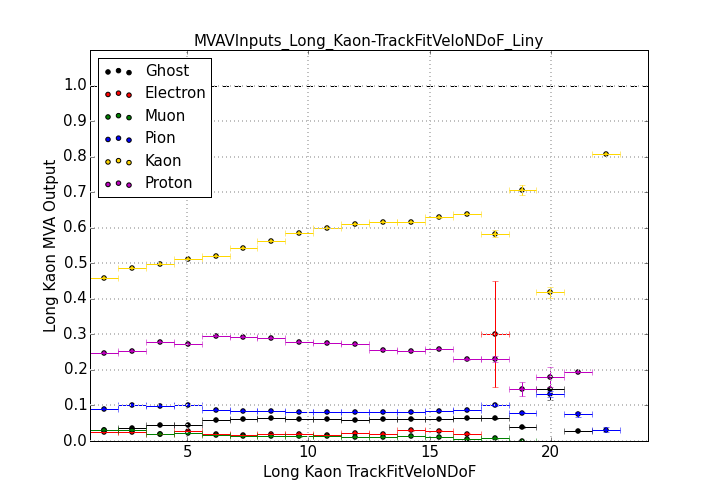 MVAVInputs_Long_Kaon-TrackFitVeloNDoF_Liny
Long Kaon MVA Output
1.0
0.9
0.8
0.7
0.6
0.5
0.4
0.3
0.2
0.1
0.0
Ghost
Electron
Muon
Pion
Kaon
Proton
5
10
15
20
Long Kaon TrackFitVeloNDoF